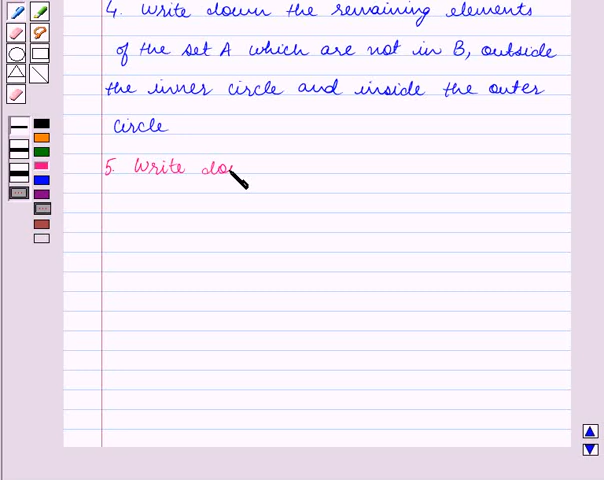 4. Write down the remaining elements
of the set A which are not in B, outside
the inner circle and inside the outer
circle
5. Write do